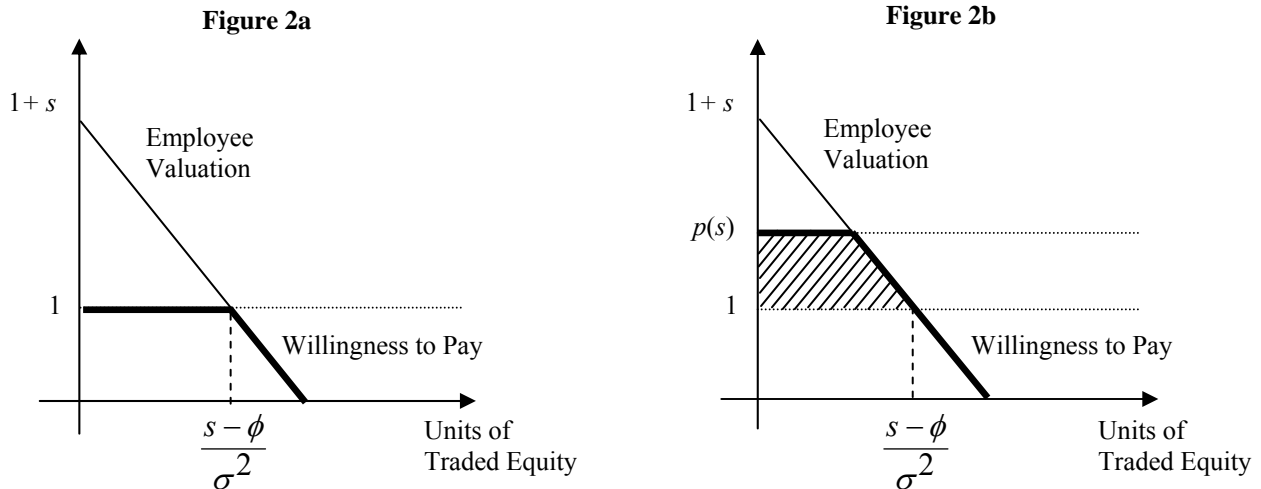 Figure 2a
1+ s
Employee
Valuation
1
Willingness to Pay
s − ϕ
σ²
Units of
Traded Equity
Figure 2b
1+ s
Employee
Valuation
p(s)
1
Willingness to Pay
s − ϕ
σ²
Units of
Traded Equity